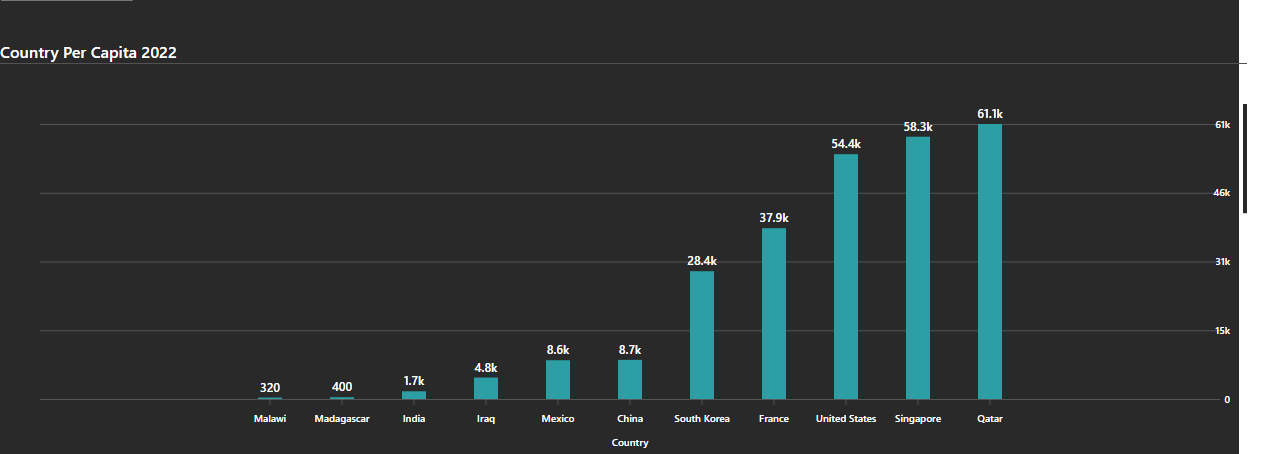 Country Per Capita 2022
61.1k
61k
58.3k
54.4k
46k
37.9k
28.4k
31k
15k
8.6k
8.7k
4.8k
1.7k
320
400
0
Malawi
Madagascar
India
Iraq
Mexico
China
South Korea
France
United States
Singapore
Qatar
Country